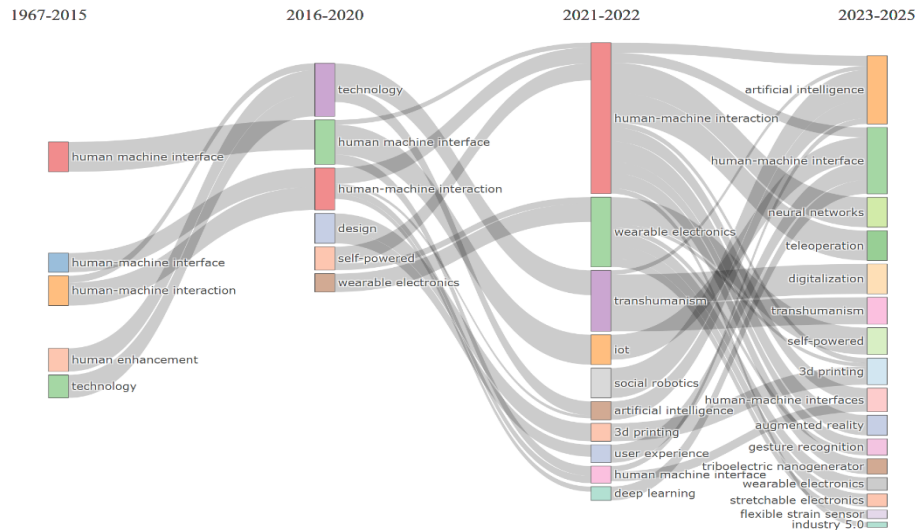 1967-2015
2016-2020
2021-2022
2023-2025
human machine interface
human-machine interface
human-machine interaction
human enhancement
technology
technology
human machine interface
human-machine interaction
design
self-powered
wearable electronics
human-machine interaction
wearable electronics
transhumanism
iot
social robotics
artificial intelligence
3d printing
user experience
human machine interface
deep learning
artificial intelligence
human-machine interface
neural networks
teleoperation
digitalization
transhumanism
self-powered
3d printing
human-machine interfaces
augmented reality
gesture recognition
triboelectric nanogenerator
wearable electronics
stretchable electronics
flexible strain sensor
industry 5.0